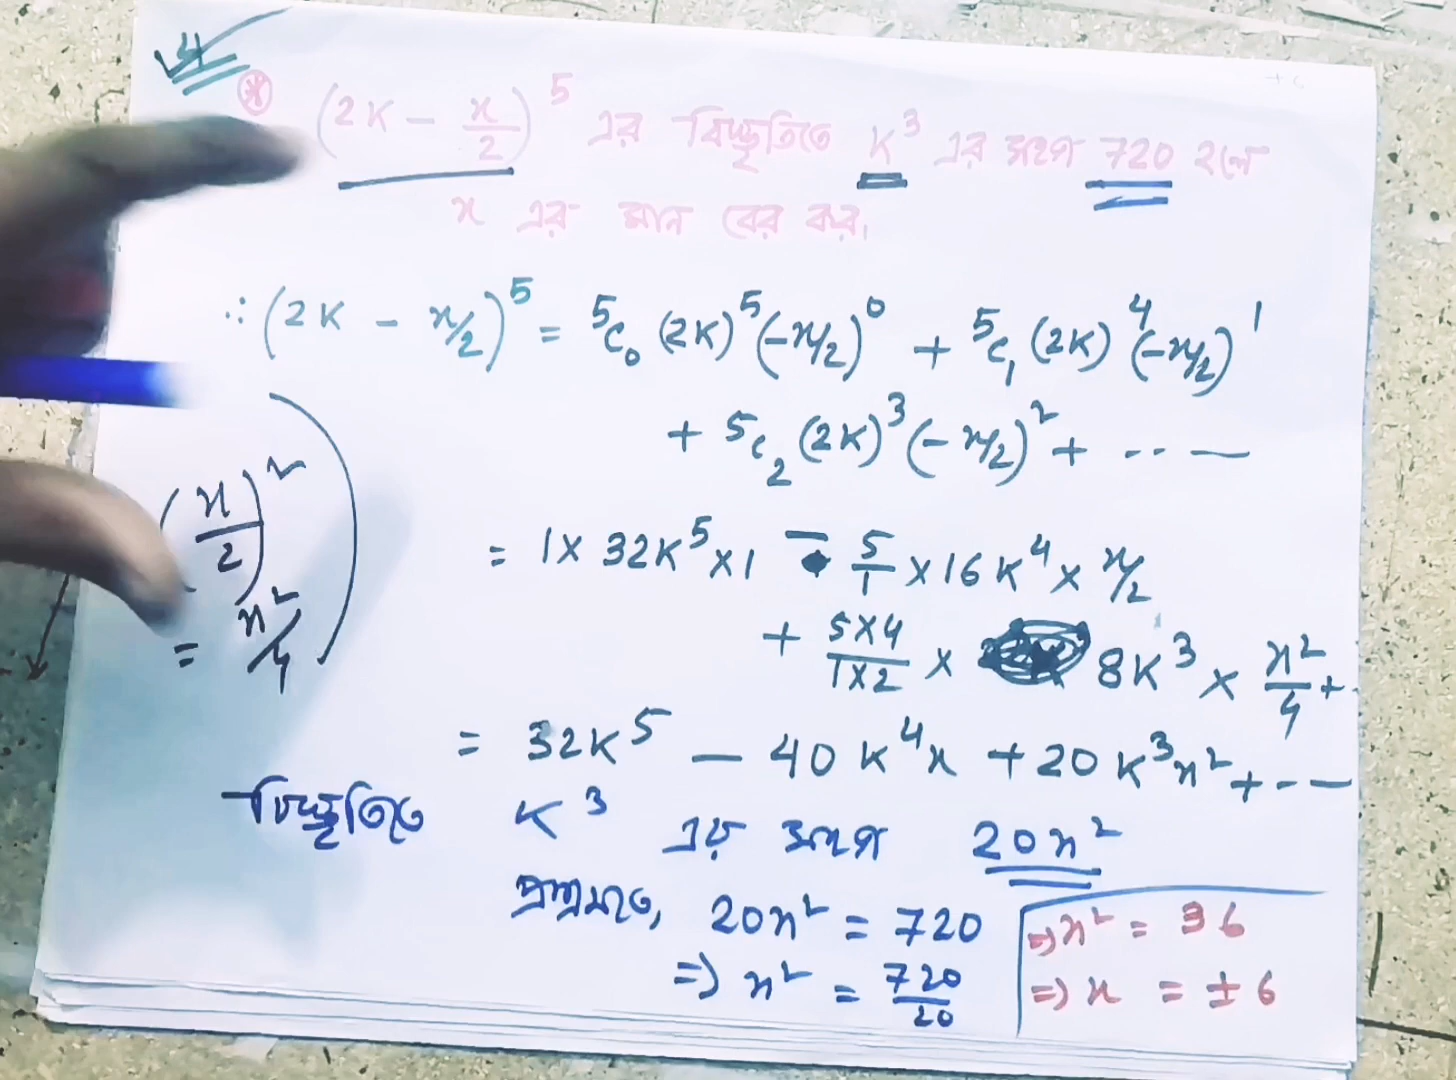 (2K - x/2)^5 এর বিস্তৃতিতে K^3 এর সহগ 720 হলে
x এর মান বের কর।
∴ (2K - x/2)^5 = 5C0 (2K)^5 (-x/2)^0 + 5C1 (2K)^4 (-x/2)^1
+ 5C2 (2K)^3 (-x/2)^2 + ...
(x/2)^2
= x^2/4
= 1 × 32K^5 × 1 - 5/1 × 16K^4 × x/2
+ 5×4/1×2 × 8K^3 × x^2/4 + .
= 32K^5 - 40K^4x + 20K^3x^2 + ...
বিস্তৃতিতে K^3 এর সহগ 20x^2
প্রশ্নমতে, 20x^2 = 720
⇒ x^2 = 720/20
⇒ x^2 = 36
⇒ x = ±6